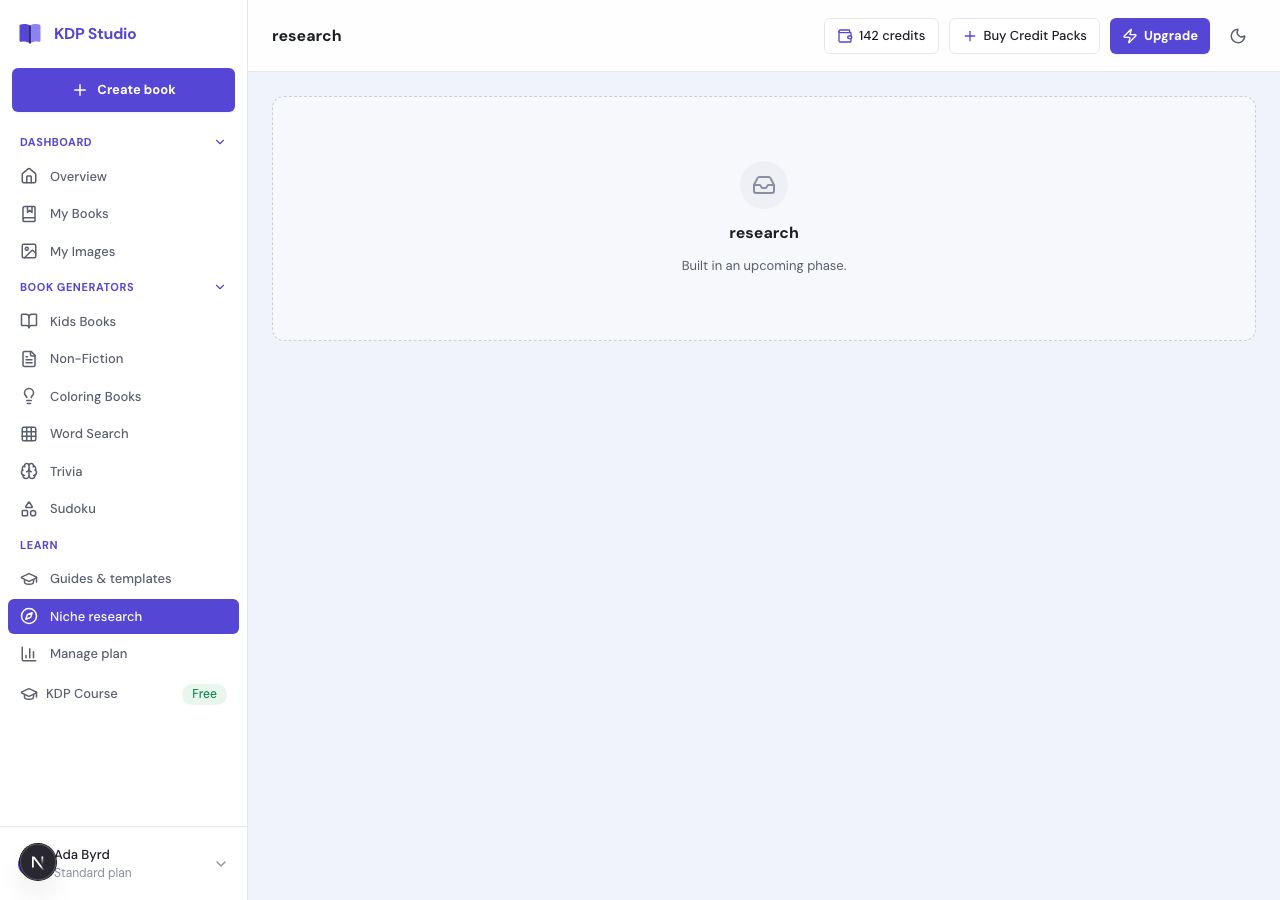 KDP Studio
Create book
DASHBOARD
Overview
My Books
My Images
BOOK GENERATORS
Kids Books
Non-Fiction
Coloring Books
Word Search
Trivia
Sudoku
LEARN
Guides & templates
Niche research
Manage plan
KDP Course Free
Ada Byrd
Standard plan
research
142 credits
Buy Credit Packs
Upgrade
research
Built in an upcoming phase.